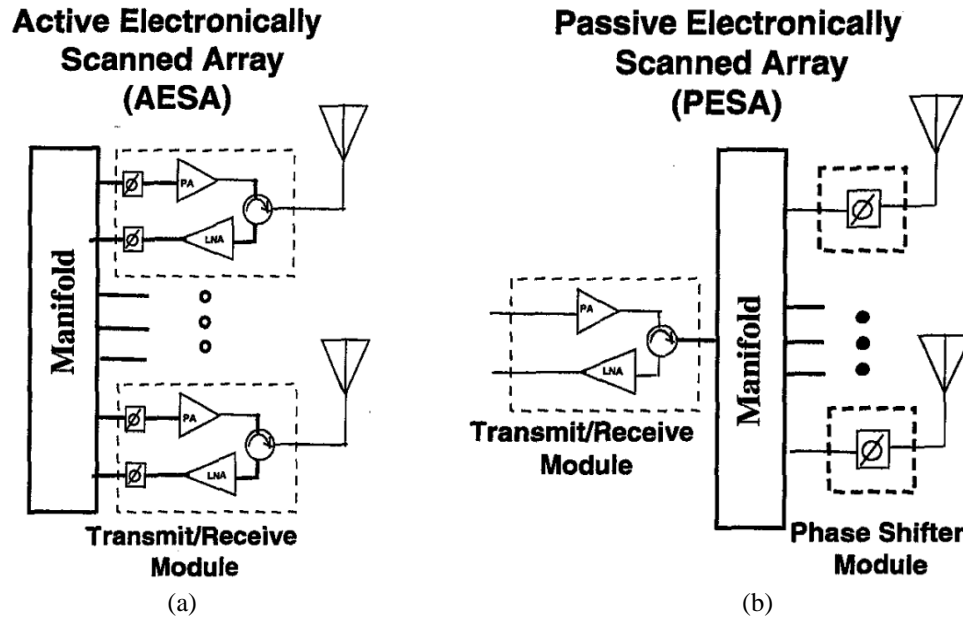 Active Electronically
Scanned Array
(AESA)
Manifold
PA
LNA
PA
LNA
Transmit/Receive
Module
(a)
Passive Electronically
Scanned Array
(PESA)
PA
LNA
Transmit/Receive
Module
Manifold
Phase Shifter
Module
(b)